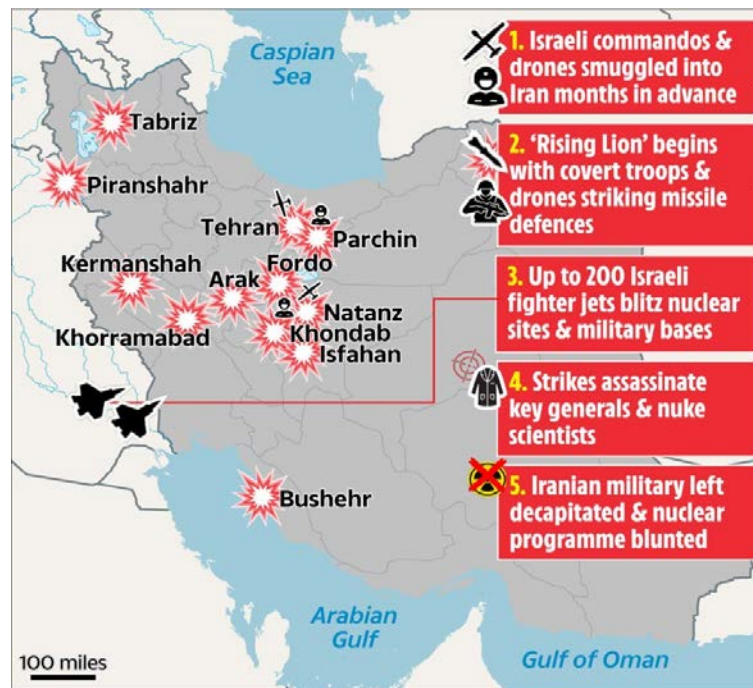 Caspian
Sea
Tabriz
Piranshahr
Tehran
Parchin
Kermanshah
Fordo
Arak
Natanz
Khorramabad
Khondab
Isfahan
Bushehr
Arabian
Gulf
Gulf of Oman
100 miles
1. Israeli commandos &
drones smuggled into
Iran months in advance
2. ‘Rising Lion’ begins
with covert troops &
drones striking missile
defences
3. Up to 200 Israeli
fighter jets blitz nuclear
sites & military bases
4. Strikes assassinate
key generals & nuke
scientists
5. Iranian military left
decapitated & nuclear
programme blunted